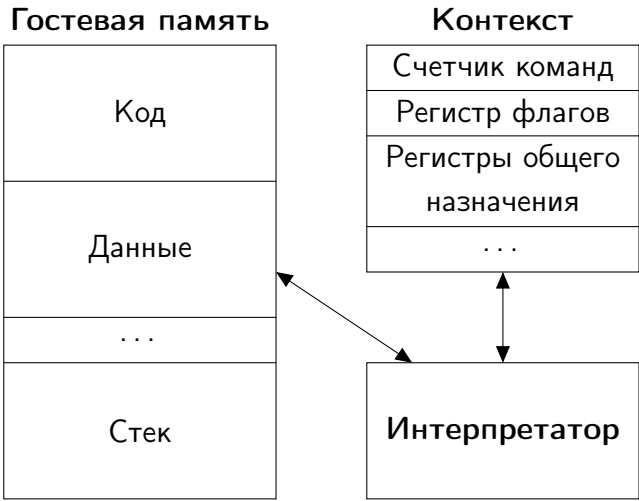 Гостевая память
Код
Данные
. . .
Стек
Контекст
Счетчик команд
Регистр флагов
Регистры общего
назначения
. . .
Интерпретатор